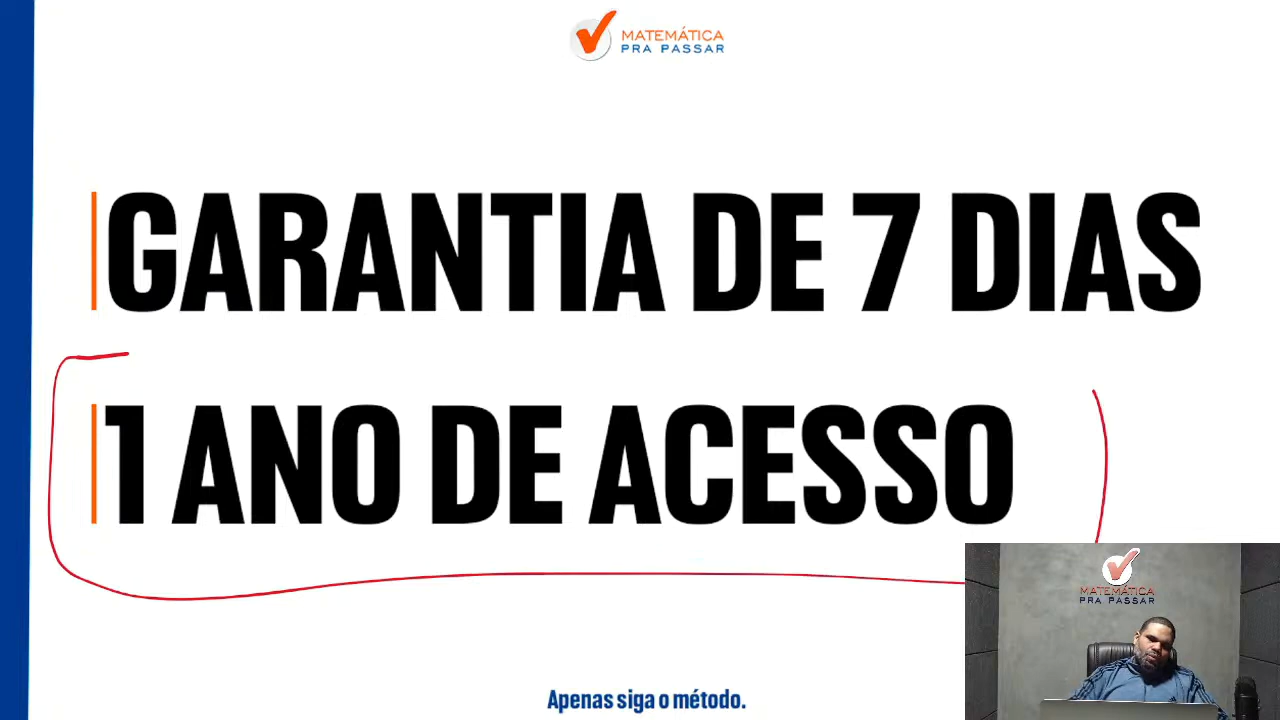 MATEMÁTICA
PRA PASSAR
GARANTIA DE 7 DIAS
1 ANO DE ACESSO
MATEMÁTICA
PRA PASSAR
Apenas siga o método.